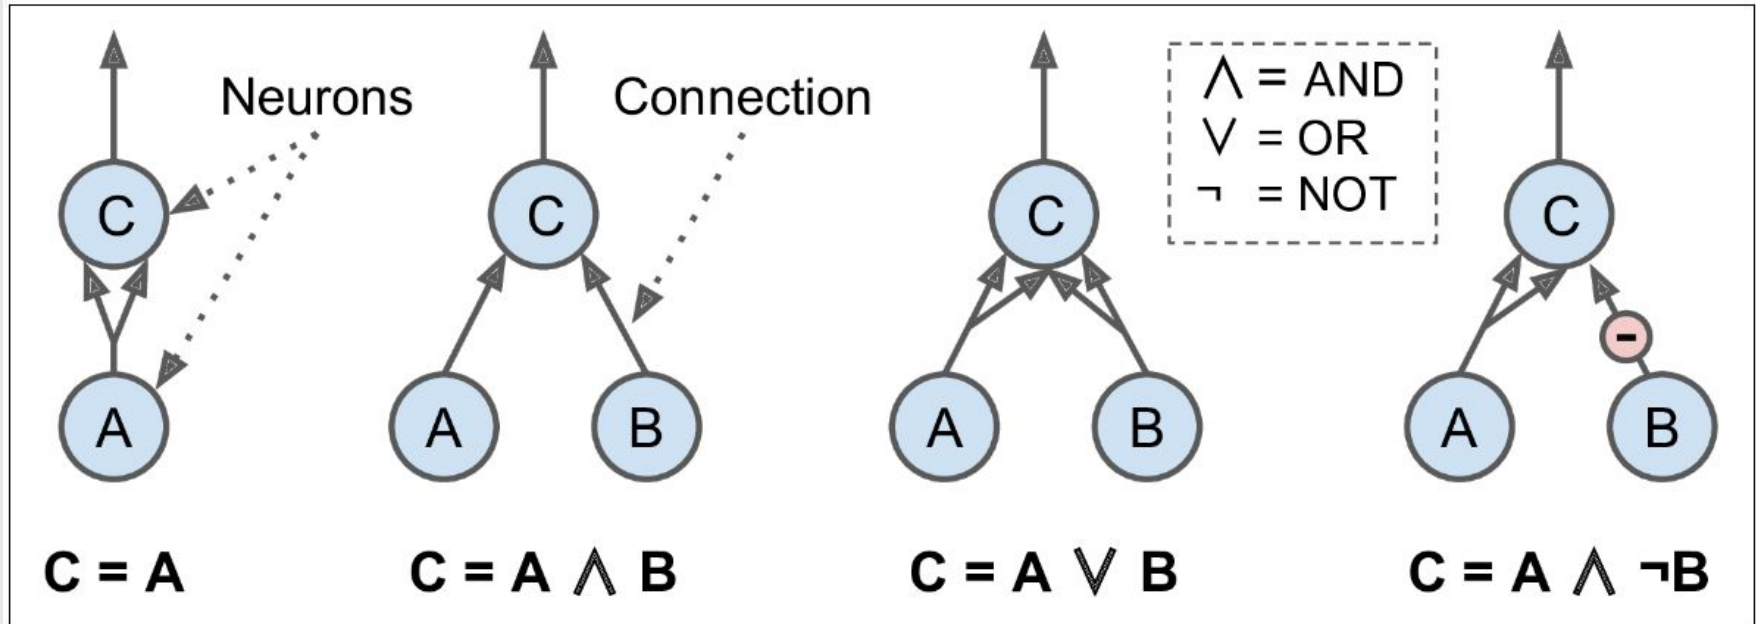 Neurons
Connection
∧ = AND
∨ = OR
¬ = NOT
C
C
C
C
-
A
A
B
A
B
A
B
C = A
C = A ∧ B
C = A ∨ B
C = A ∧ ¬B